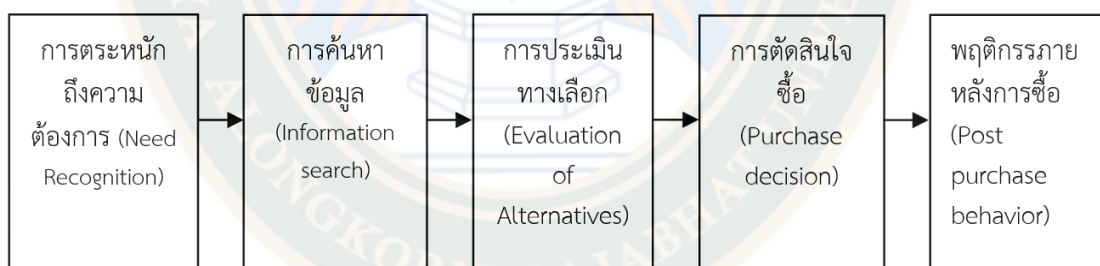 การตระหนัก
ถึงความ
ต้องการ (Need
Recognition)
การค้นหา
ข้อมูล
(Information
search)
การประเมิน
ทางเลือก
(Evaluation
of
Alternatives)
การตัดสินใจ
ซื้อ
(Purchase
decision)
พฤติกรรภาย
หลังการซื้อ
(Post
purchase
behavior)